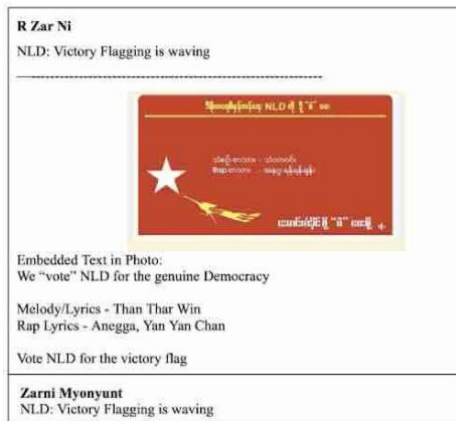 R Zar Ni
NLD: Victory Flagging is waving
NLD
Embedded Text in Photo:
We “vote” NLD for the genuine Democracy
Melody/Lyrics - Than Thar Win
Rap Lyrics - Anegga, Yan Yan Chan
Vote NLD for the victory flag
Zarni Myonyunt
NLD: Victory Flagging is waving